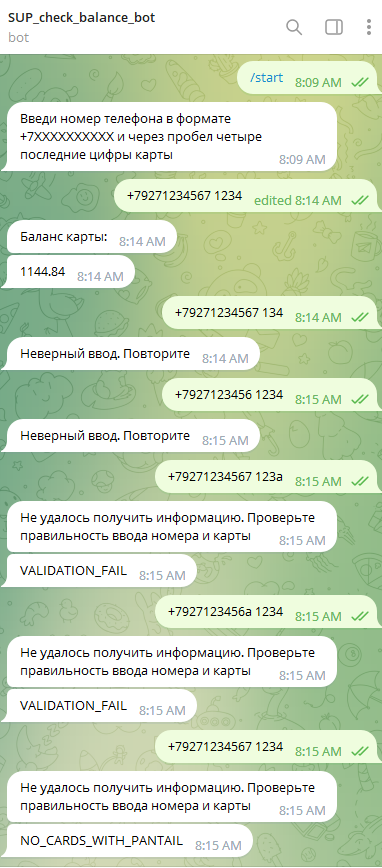 SUP_check_balance_bot
bot
/start 8:09 AM
Введи номер телефона в формате
+7XXXXXXXXXX и через пробел четыре
последние цифры карты
8:09 AM
+79271234567 1234 edited 8:14 AM
Баланс карты: 8:14 AM
1144.84 8:14 AM
+79271234567 134 8:14 AM
Неверный ввод. Повторите 8:14 AM
+7927123456 1234 8:15 AM
Неверный ввод. Повторите 8:15 AM
+79271234567 123a 8:15 AM
Не удалось получить информацию. Проверьте
правильность ввода номера и карты 8:15 AM
VALIDATION_FAIL 8:15 AM
+7927123456a 1234 8:15 AM
Не удалось получить информацию. Проверьте
правильность ввода номера и карты 8:15 AM
VALIDATION_FAIL 8:15 AM
+79271234567 1234 8:15 AM
Не удалось получить информацию. Проверьте
правильность ввода номера и карты 8:15 AM
NO_CARDS_WITH_PANTAIL 8:15 AM